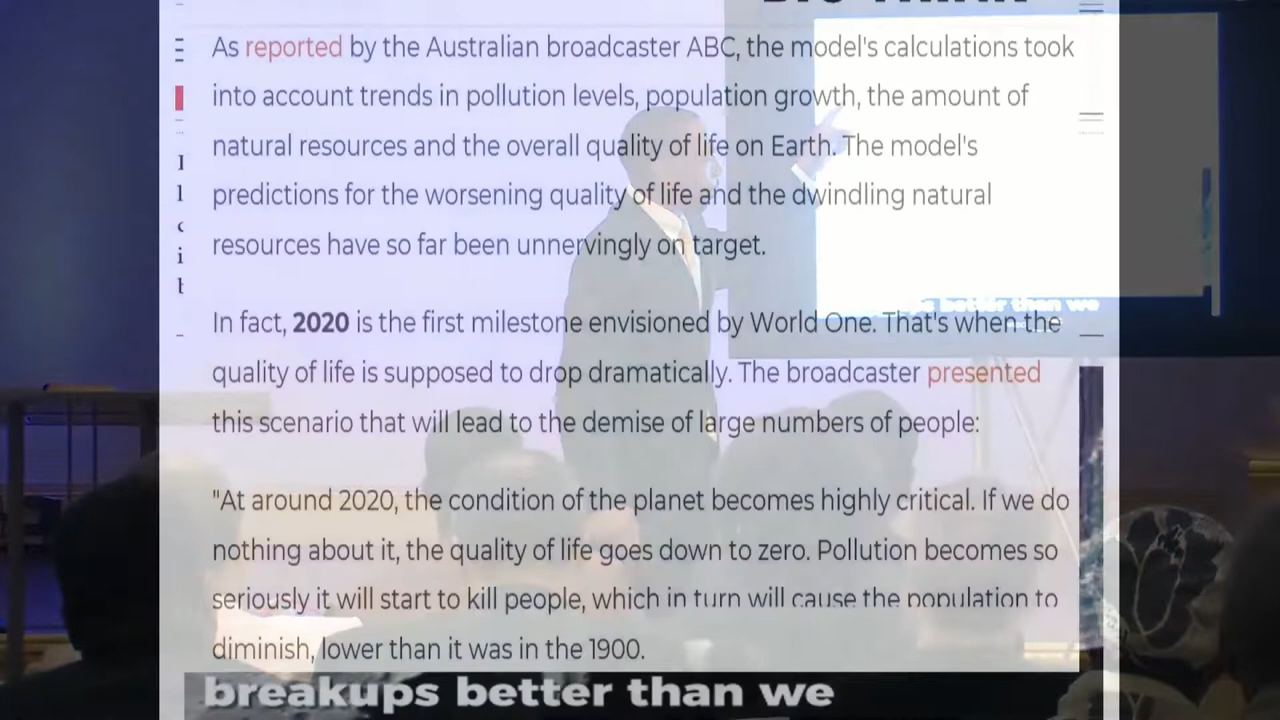 As reported by the Australian broadcaster ABC, the model's calculations took
into account trends in pollution levels, population growth, the amount of
natural resources and the overall quality of life on Earth. The model's
predictions for the worsening quality of life and the dwindling natural
resources have so far been unnervingly on target.
better than we
In fact, 2020 is the first milestone envisioned by World One. That's when the
quality of life is supposed to drop dramatically. The broadcaster presented
this scenario that will lead to the demise of large numbers of people:
"At around 2020, the condition of the planet becomes highly critical. If we do
nothing about it, the quality of life goes down to zero. Pollution becomes so
seriously it will start to kill people, which in turn will cause the population to
diminish, lower than it was in the 1900.
breakups better than we